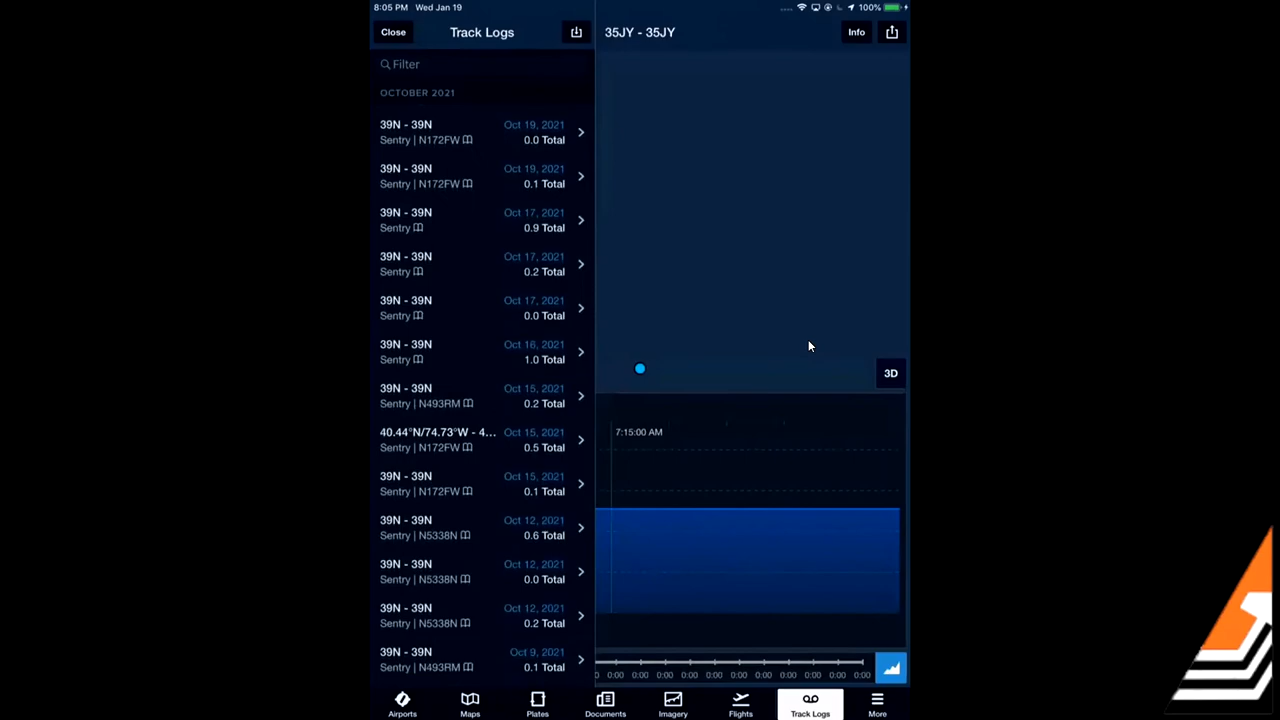 8:05 PM Wed Jan 19
100%
Close
Track Logs
35JY - 35JY
Info
Filter
OCTOBER 2021
39N - 39N Oct 19, 2021
Sentry | N172FW 0.0 Total
39N - 39N Oct 19, 2021
Sentry | N172FW 0.1 Total
39N - 39N Oct 17, 2021
Sentry 0.9 Total
39N - 39N Oct 17, 2021
Sentry 0.2 Total
39N - 39N Oct 17, 2021
Sentry 0.0 Total
39N - 39N Oct 16, 2021
Sentry 1.0 Total
39N - 39N Oct 15, 2021
Sentry | N493RM 0.2 Total
40.44°N/74.73°W - 4... Oct 15, 2021
Sentry | N172FW 0.5 Total
39N - 39N Oct 15, 2021
Sentry | N172FW 0.1 Total
39N - 39N Oct 12, 2021
Sentry | N5338N 0.6 Total
39N - 39N Oct 12, 2021
Sentry | N5338N 0.0 Total
39N - 39N Oct 12, 2021
Sentry | N5338N 0.2 Total
39N - 39N Oct 9, 2021
Sentry | N493RM 0.1 Total
3D
7:15:00 AM
0 0:00 0:00 0:00 0:00 0:00 0:00 0:00 0:00 0:00 0:00 0:00
Airports Maps Plates Documents Imagery Flights Track Logs More